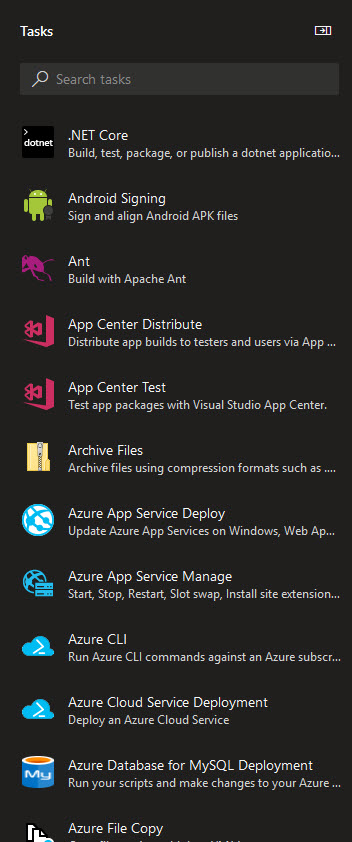 Tasks
Search tasks
dotnet
.NET Core
Build, test, package, or publish a dotnet applicatio...
Android Signing
Sign and align Android APK files
Ant
Build with Apache Ant
App Center Distribute
Distribute app builds to testers and users via App ...
App Center Test
Test app packages with Visual Studio App Center.
Archive Files
Archive files using compression formats such as ....
Azure App Service Deploy
Update Azure App Services on Windows, Web Ap...
Azure App Service Manage
Start, Stop, Restart, Slot swap, Install site extension...
Azure CLI
Run Azure CLI commands against an Azure subscr...
Azure Cloud Service Deployment
Deploy an Azure Cloud Service
My
Azure Database for MySQL Deployment
Run your scripts and make changes to your Azure ...
Azure File Copy